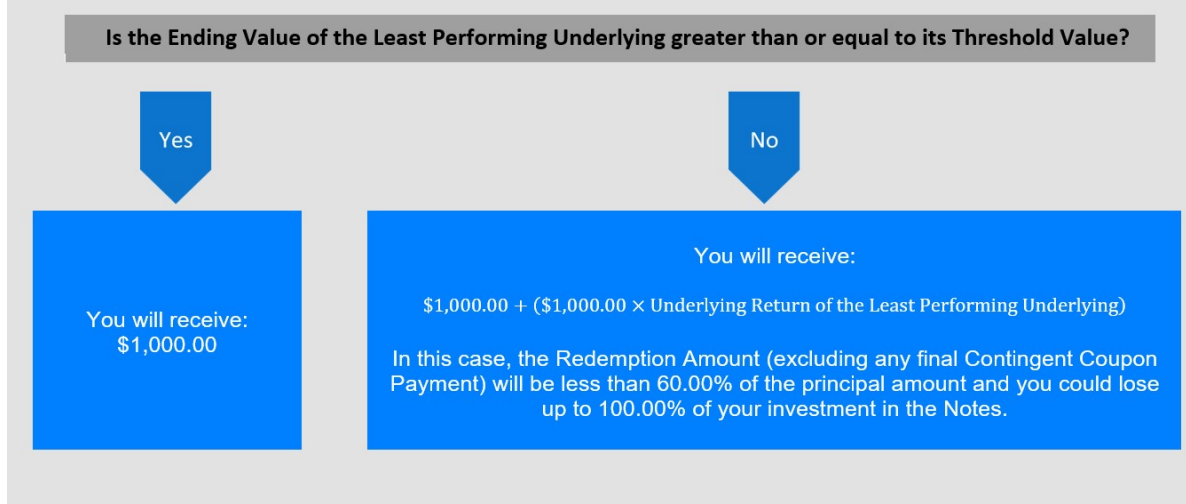 Is the Ending Value of the Least Performing Underlying greater than or equal to its Threshold Value?
Yes
No
You will receive:
$1,000.00
You will receive:
$1,000.00 + ($1,000.00 × Underlying Return of the Least Performing Underlying)
In this case, the Redemption Amount (excluding any final Contingent Coupon
Payment) will be less than 60.00% of the principal amount and you could lose
up to 100.00% of your investment in the Notes.